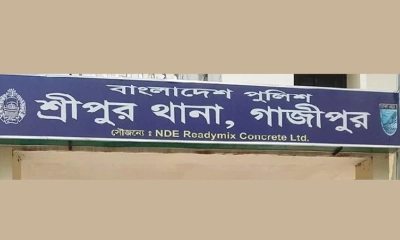 বাংলাদেশ পুলিশ
শ্রীপুর থানা, গাজীপুর
সৌজন্যে : NDE Readymix Concrete Ltd.